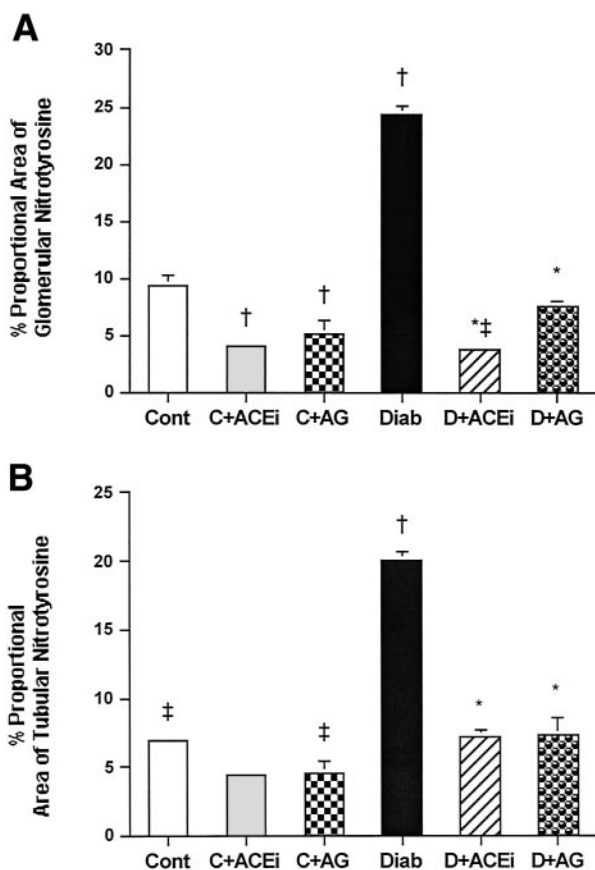 A
% Proportional Area of
Glomerular Nitrotyrosine
30
25
20
15
10
5
0
†
†
†
*‡
*
Cont C+ACEi C+AG Diab D+ACEi D+AG
B
% Proportional
Area of Tubular Nitrotyrosine
25
20
15
10
5
0
‡
‡
†
*
*
Cont C+ACEi C+AG Diab D+ACEi D+AG